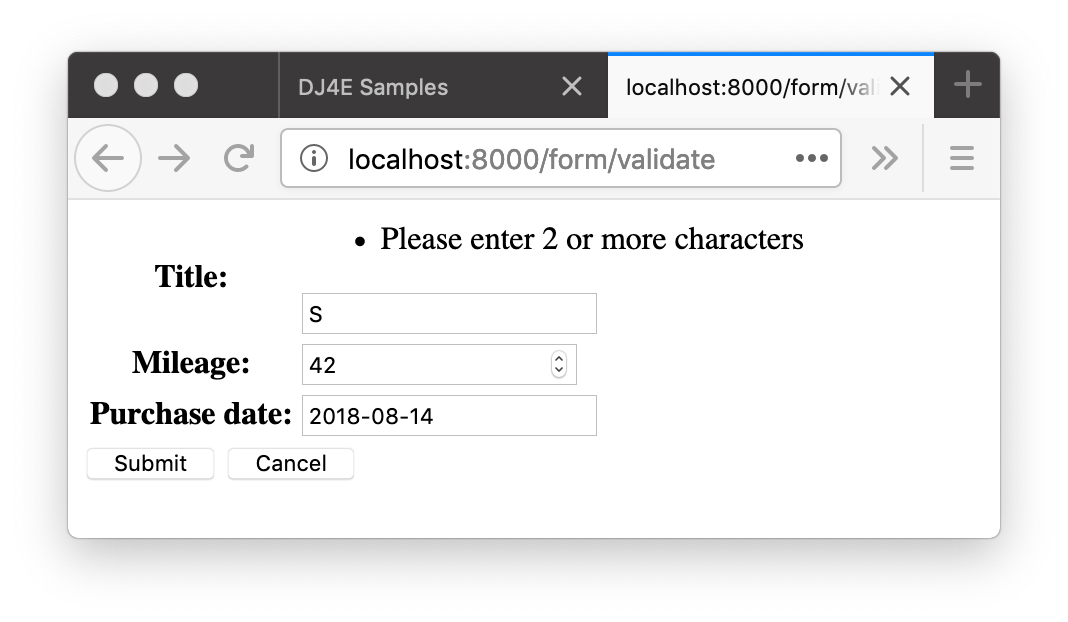 DJ4E Samples
localhost:8000/form/val
localhost:8000/form/validate
• Please enter 2 or more characters
Title:
S
Mileage: 42
Purchase date: 2018-08-14
Submit Cancel